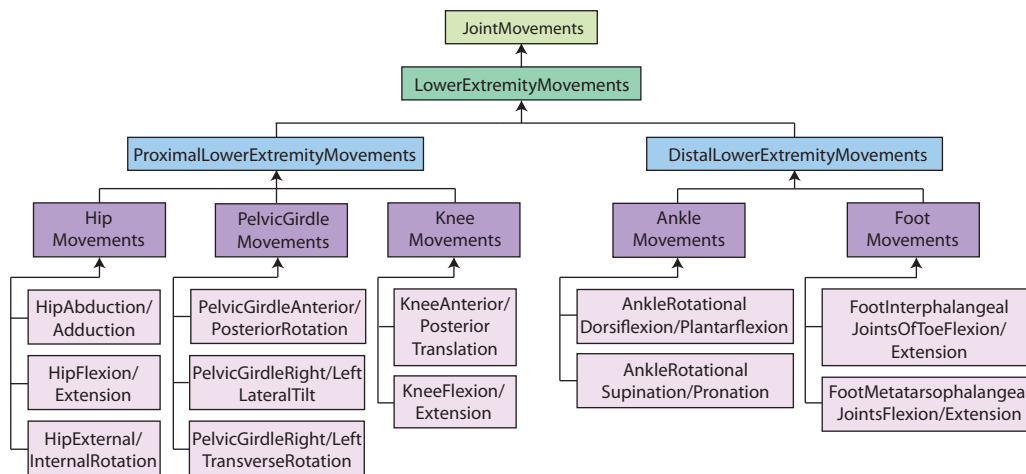 JointMovements
LowerExtremityMovements
ProximalLowerExtremityMovements
DistalLowerExtremityMovements
Hip
Movements
PelvicGirdle
Movements
Knee
Movements
Ankle
Movements
Foot
Movements
HipAbduction/
Adduction
HipFlexion/
Extension
HipExternal/
InternalRotation
PelvicGirdleAnterior/
PosteriorRotation
PelvicGirdleRight/Left
LateralTilt
PelvicGirdleRight/Left
TransverseRotation
KneeAnterior/
Posterior
Translation
KneeFlexion/
Extension
AnkleRotational
Dorsiflexion/Plantarflexion
AnkleRotational
Supination/Pronation
FootInterphalangeal
JointsOfToeFlexion/
Extension
FootMetatarsophalangeal
JointsFlexion/Extension